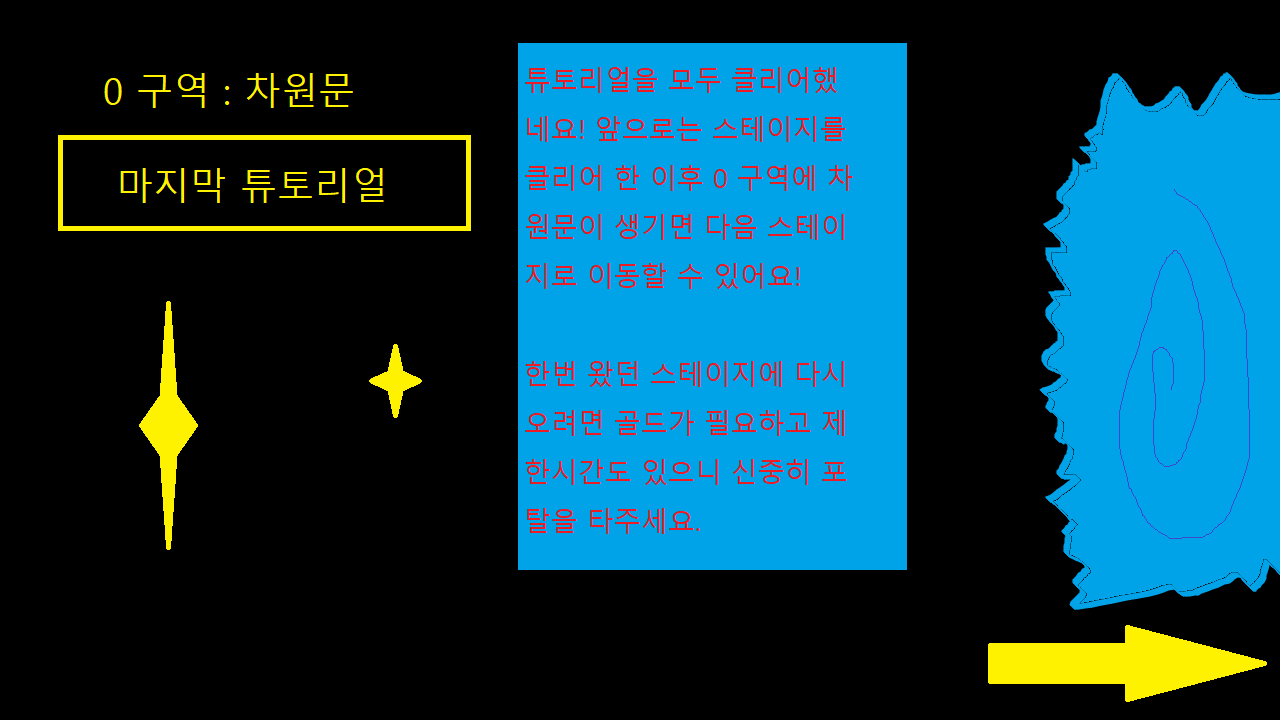 0 구역 : 차원문
마지막 튜토리얼
튜토리얼을 모두 클리어했
네요! 앞으로는 스테이지를
클리어 한 이후 0 구역에 차
원문이 생기면 다음 스테이
지로 이동할 수 있어요!
한번 왔던 스테이지에 다시
오려면 골드가 필요하고 제
한시간도 있으니 신중히 포
탈을 타주세요.